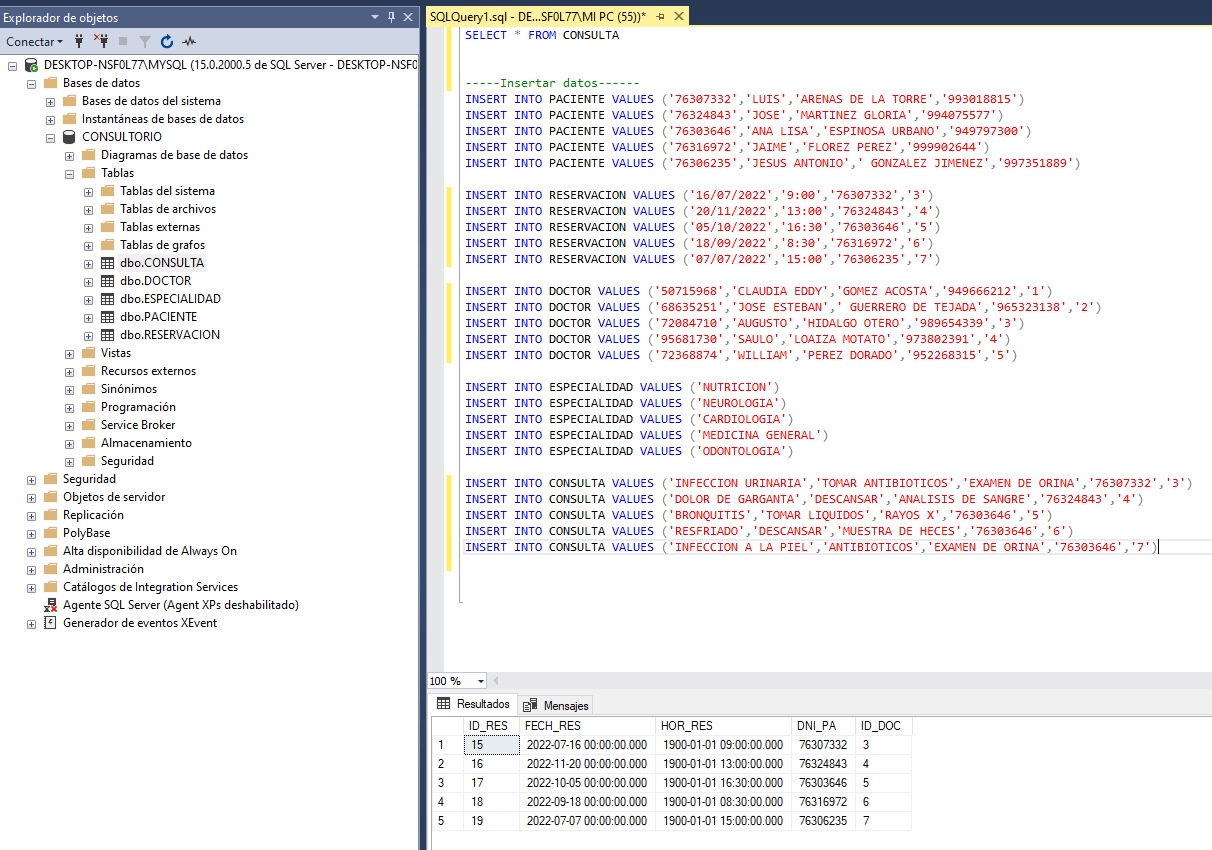 Explorador de objetos
Conectar
DESKTOP-NSF0L77\MYSQL (15.0.2000.5 de SQL Server - DESKTOP-NSF0
Bases de datos
Bases de datos del sistema
Instantáneas de bases de datos
CONSULTORIO
Diagramas de base de datos
Tablas
Tablas del sistema
Tablas de archivos
Tablas externas
Tablas de grafos
dbo.CONSULTA
dbo.DOCTOR
dbo.ESPECIALIDAD
dbo.PACIENTE
dbo.RESERVACION
Vistas
Recursos externos
Sinónimos
Programación
Service Broker
Almacenamiento
Seguridad
Seguridad
Objetos de servidor
Replicación
PolyBase
Alta disponibilidad de Always On
Administración
Catálogos de Integration Services
Agente SQL Server (Agent XPs deshabilitado)
Generador de eventos XEvent
SQLQuery1.sql - DE...SF0L77\MI PC (55))*
SELECT * FROM CONSULTA
-----Insertar datos------
INSERT INTO PACIENTE VALUES ('76307332','LUIS','ARENAS DE LA TORRE','993018815')
INSERT INTO PACIENTE VALUES ('76324843','JOSE','MARTINEZ GLORIA','994075577')
INSERT INTO PACIENTE VALUES ('76303646','ANA LISA','ESPINOSA URBANO','949797300')
INSERT INTO PACIENTE VALUES ('76316972','JAIME','FLOREZ PEREZ','999902644')
INSERT INTO PACIENTE VALUES ('76306235','JESUS ANTONIO',' GONZALEZ JIMENEZ','997351889')
INSERT INTO RESERVACION VALUES ('16/07/2022','9:00','76307332','3')
INSERT INTO RESERVACION VALUES ('20/11/2022','13:00','76324843','4')
INSERT INTO RESERVACION VALUES ('05/10/2022','16:30','76303646','5')
INSERT INTO RESERVACION VALUES ('18/09/2022','8:30','76316972','6')
INSERT INTO RESERVACION VALUES ('07/07/2022','15:00','76306235','7')
INSERT INTO DOCTOR VALUES ('50715968','CLAUDIA EDDY','GOMEZ ACOSTA','949666212','1')
INSERT INTO DOCTOR VALUES ('68635251','JOSE ESTEBAN',' GUERRERO DE TEJADA','965323138','2')
INSERT INTO DOCTOR VALUES ('72084710','AUGUSTO','HIDALGO OTERO','989654339','3')
INSERT INTO DOCTOR VALUES ('95681730','SAULO','LOAIZA MOTATO','973802391','4')
INSERT INTO DOCTOR VALUES ('72368874','WILLIAM','PEREZ DORADO','952268315','5')
INSERT INTO ESPECIALIDAD VALUES ('NUTRICION')
INSERT INTO ESPECIALIDAD VALUES ('NEUROLOGIA')
INSERT INTO ESPECIALIDAD VALUES ('CARDIOLOGIA')
INSERT INTO ESPECIALIDAD VALUES ('MEDICINA GENERAL')
INSERT INTO ESPECIALIDAD VALUES ('ODONTOLOGIA')
INSERT INTO CONSULTA VALUES ('INFECCION URINARIA','TOMAR ANTIBIOTICOS','EXAMEN DE ORINA','76307332','3')
INSERT INTO CONSULTA VALUES ('DOLOR DE GARGANTA','DESCANSAR','ANALISIS DE SANGRE','76324843','4')
INSERT INTO CONSULTA VALUES ('BRONQUITIS','TOMAR LIQUIDOS','RAYOS X','76303646','5')
INSERT INTO CONSULTA VALUES ('RESFRIADO','DESCANSAR','MUESTRA DE HECES','76303646','6')
INSERT INTO CONSULTA VALUES ('INFECCION A LA PIEL','ANTIBIOTICOS','EXAMEN DE ORINA','76303646','7')
100 %
Resultados Mensajes
ID_RES FECH_RES HOR_RES DNI_PA ID_DOC
1 15 2022-07-16 00:00:00.000 1900-01-01 09:00:00.000 76307332 3
2 16 2022-11-20 00:00:00.000 1900-01-01 13:00:00.000 76324843 4
3 17 2022-10-05 00:00:00.000 1900-01-01 16:30:00.000 76303646 5
4 18 2022-09-18 00:00:00.000 1900-01-01 08:30:00.000 76316972 6
5 19 2022-07-07 00:00:00.000 1900-01-01 15:00:00.000 76306235 7